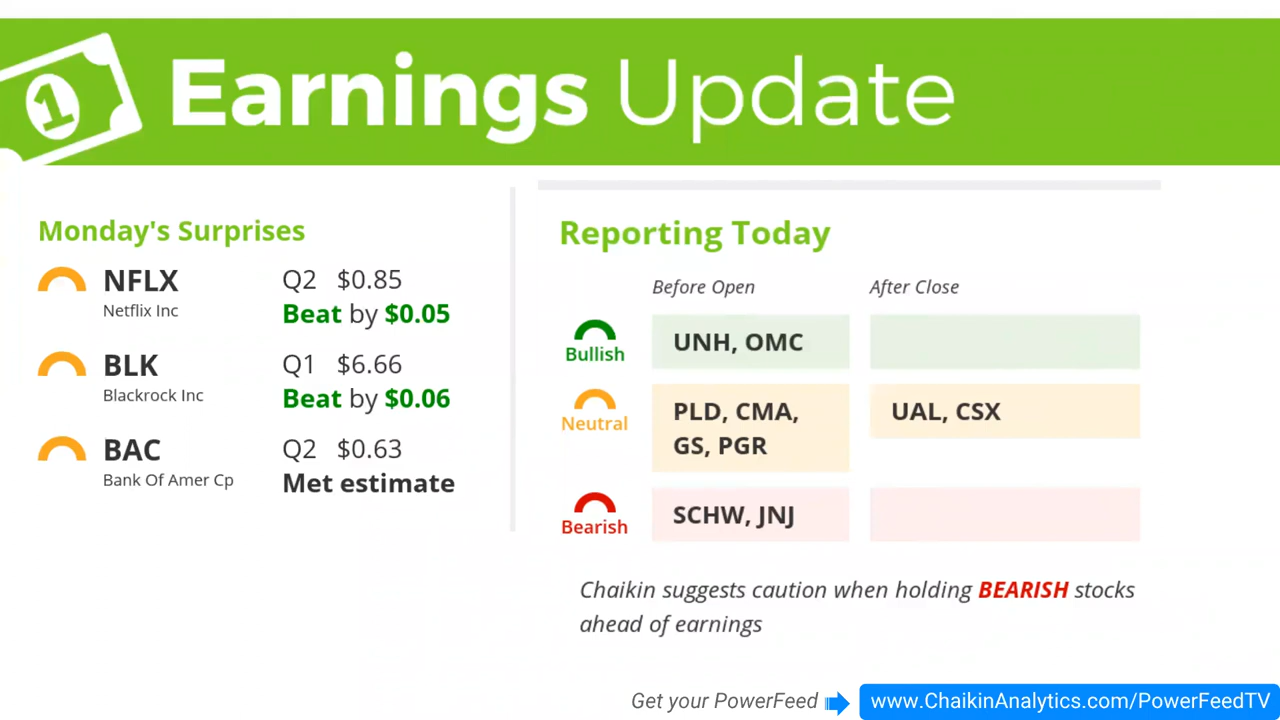 1
Earnings Update
Monday's Surprises
NFLX Q2 $0.85
Netflix Inc Beat by $0.05
BLK Q1 $6.66
Blackrock Inc Beat by $0.06
BAC Q2 $0.63
Bank Of Amer Cp Met estimate
Reporting Today
Before Open After Close
Bullish UNH, OMC
Neutral PLD, CMA, UAL, CSX
GS, PGR
Bearish SCHW, JNJ
Chaikin suggests caution when holding BEARISH stocks
ahead of earnings
Get your PowerFeed www.ChaikinAnalytics.com/PowerFeedTV